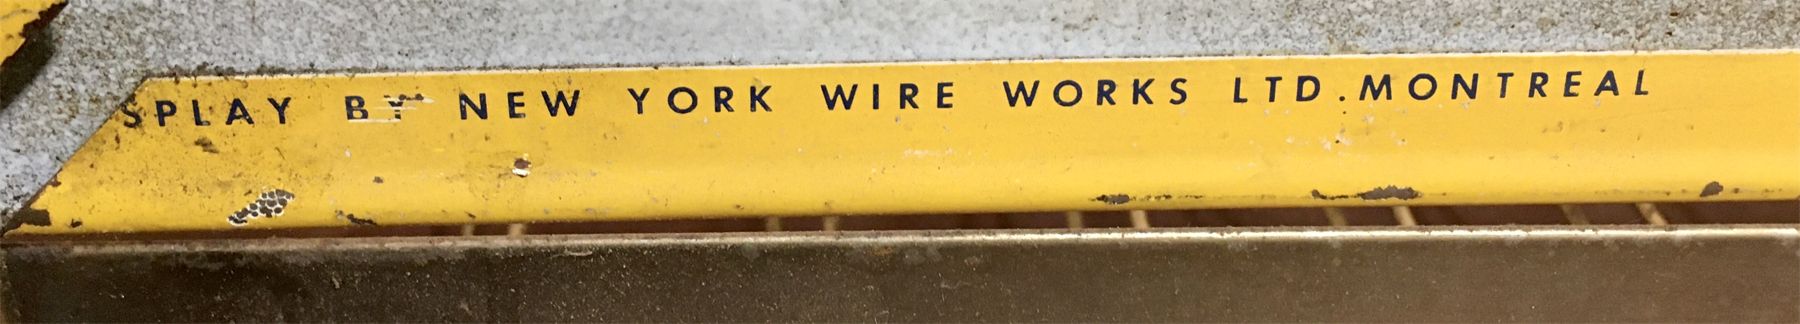 SPLAY BY NEW YORK WIRE WORKS LTD. MONTREAL